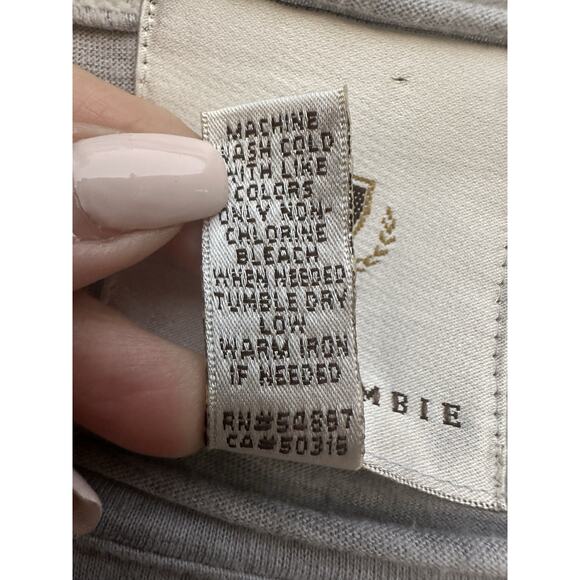 MACHINE
WASH COLD
WITH LIKE
COLORS
ONLY NON-
CHLORINE
BLEACH
WHEN NEEDED
TUMBLE DRY
LOW
WARM IRON
IF NEEDED
RN#54887
CA#50315
MBIE